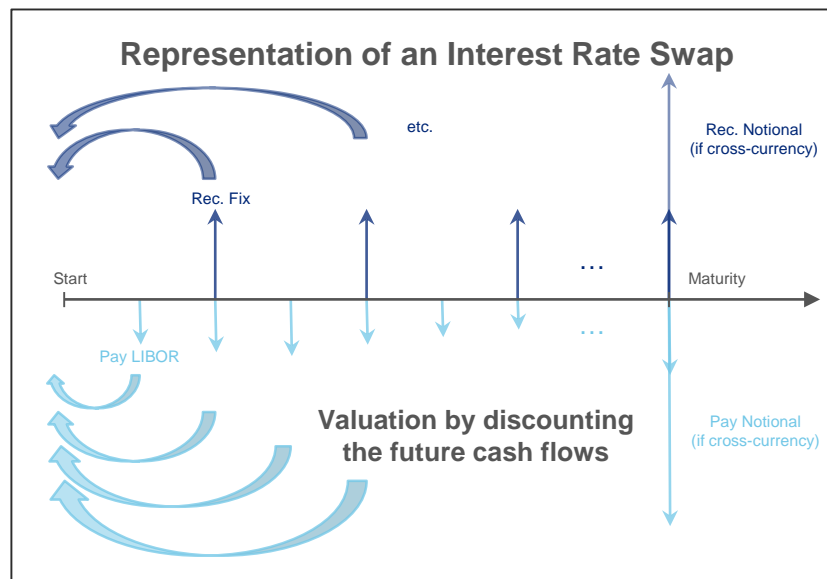 Representation of an Interest Rate Swap
etc.
Rec. Notional
(if cross-currency)
Rec. Fix
...
Start
Maturity
...
Pay LIBOR
Valuation by discounting
the future cash flows
Pay Notional
(if cross-currency)